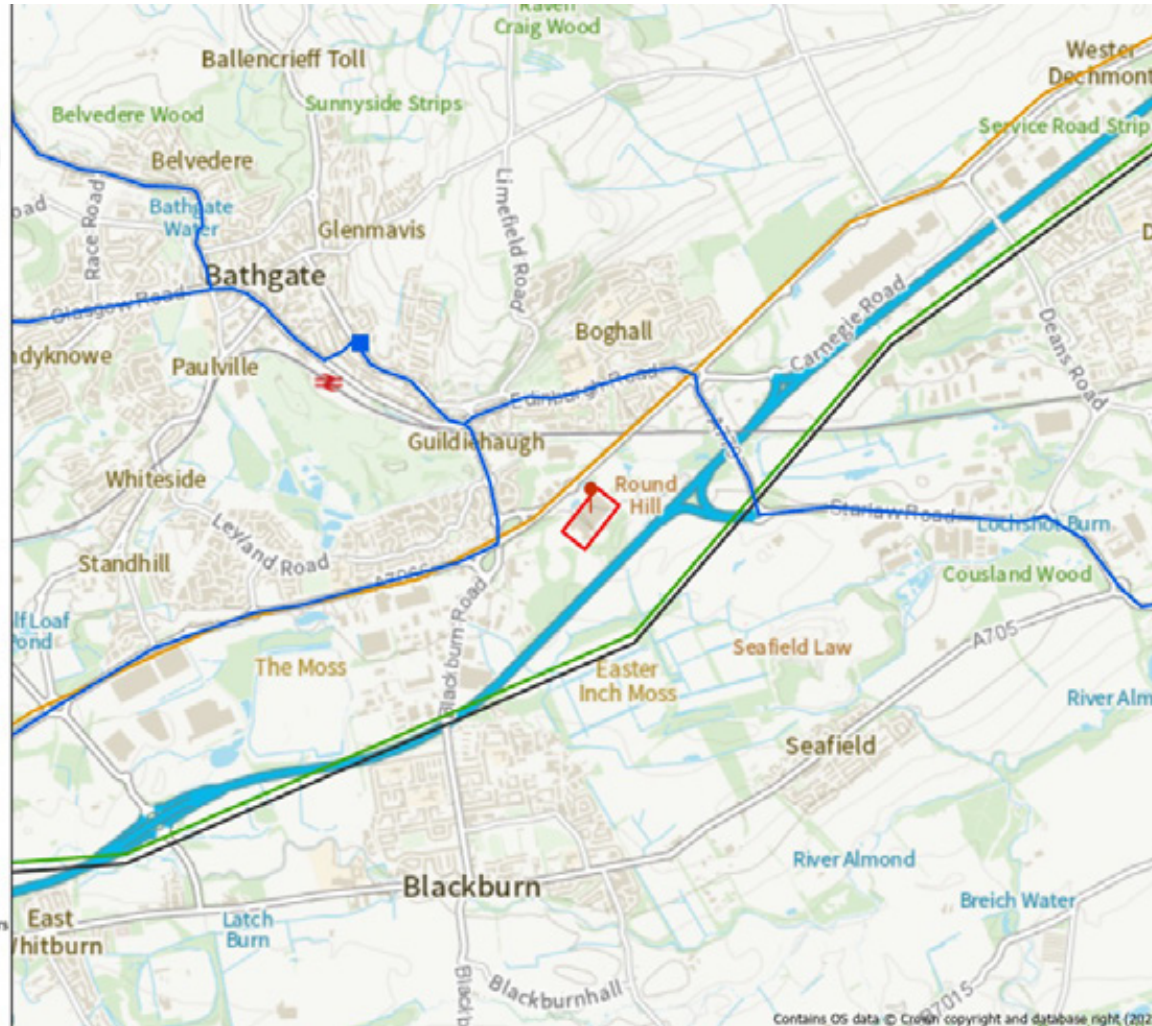 Craig Wood
Wester
Dechmont
Ballencrieff Toll
Sunnyside Strips
Belvedere Wood
Service Road Strip
Belvedere
Limefield Road
Race Road
Bathgate
Water
Glenmavis
Bathgate
Glasgow Road
Carnegie Road
Boghall
Deans Road
Paulville
Edinburgh Road
Guildiehaugh
Whiteside
Round
Hill
Starlaw Road
Lochshot Burn
Leyland Road
Standhill
Cousland Wood
Blackburn Road
A705
The Moss
Seafield Law
Easter
Inch Moss
River Alm
Seafield
River Almond
Blackburn
Breich Water
East
Whitburn
Latch
Burn
Blackburnhall
B7015
Contains OS data © Crown copyright and database right (202